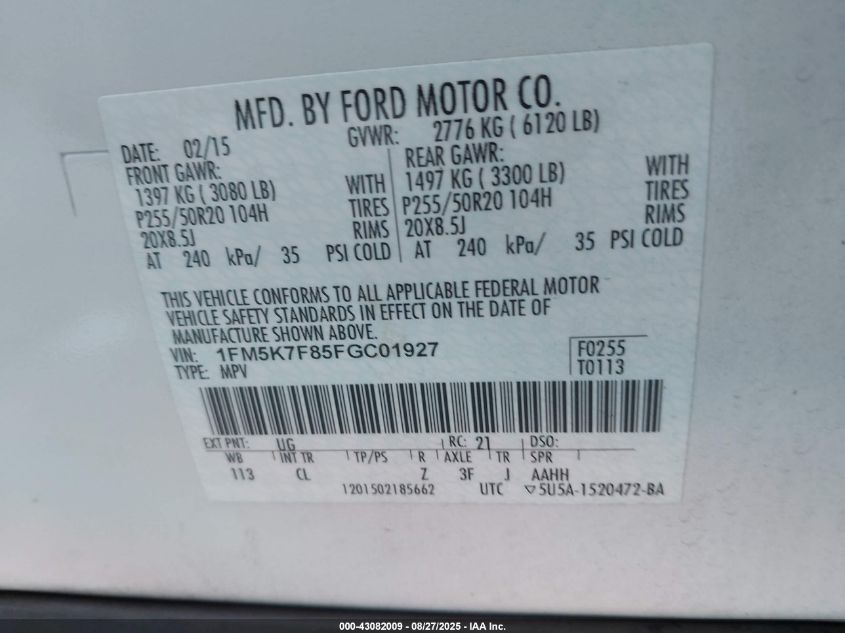 MFD. BY FORD MOTOR CO.
DATE: 02/15 GVWR: 2776 KG ( 6120 LB)
FRONT GAWR: REAR GAWR:
1397 KG ( 3080 LB) WITH 1497 KG ( 3300 LB) WITH
P255/50R20 104H TIRES P255/50R20 104H TIRES
20X8.5J RIMS 20X8.5J RIMS
AT 240 kPa/ 35 PSI COLD AT 240 kPa/ 35 PSI COLD
THIS VEHICLE CONFORMS TO ALL APPLICABLE FEDERAL MOTOR
VEHICLE SAFETY STANDARDS IN EFFECT ON THE DATE OF
MANUFACTURE SHOWN ABOVE.
VIN: 1FM5K7F85FGC01927 F0255
TYPE: MPV T0113
EXT PNT: UG RC: 21 DSO:
WB INT TR TP/PS R AXLE TR SPR
113 CL Z 3F J AAHH
1201502185662 UTC ▽5U5A-1520472-BA
000-43082009 - 08/27/2025 - IAA Inc.